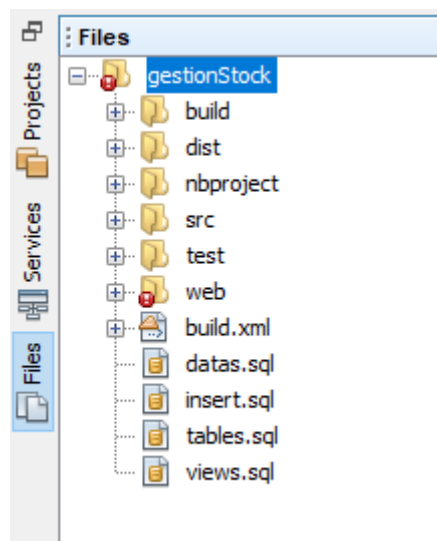 Files
Projects
Services
Files
gestionStock
build
dist
nbproject
src
test
web
build.xml
datas.sql
insert.sql
tables.sql
views.sql